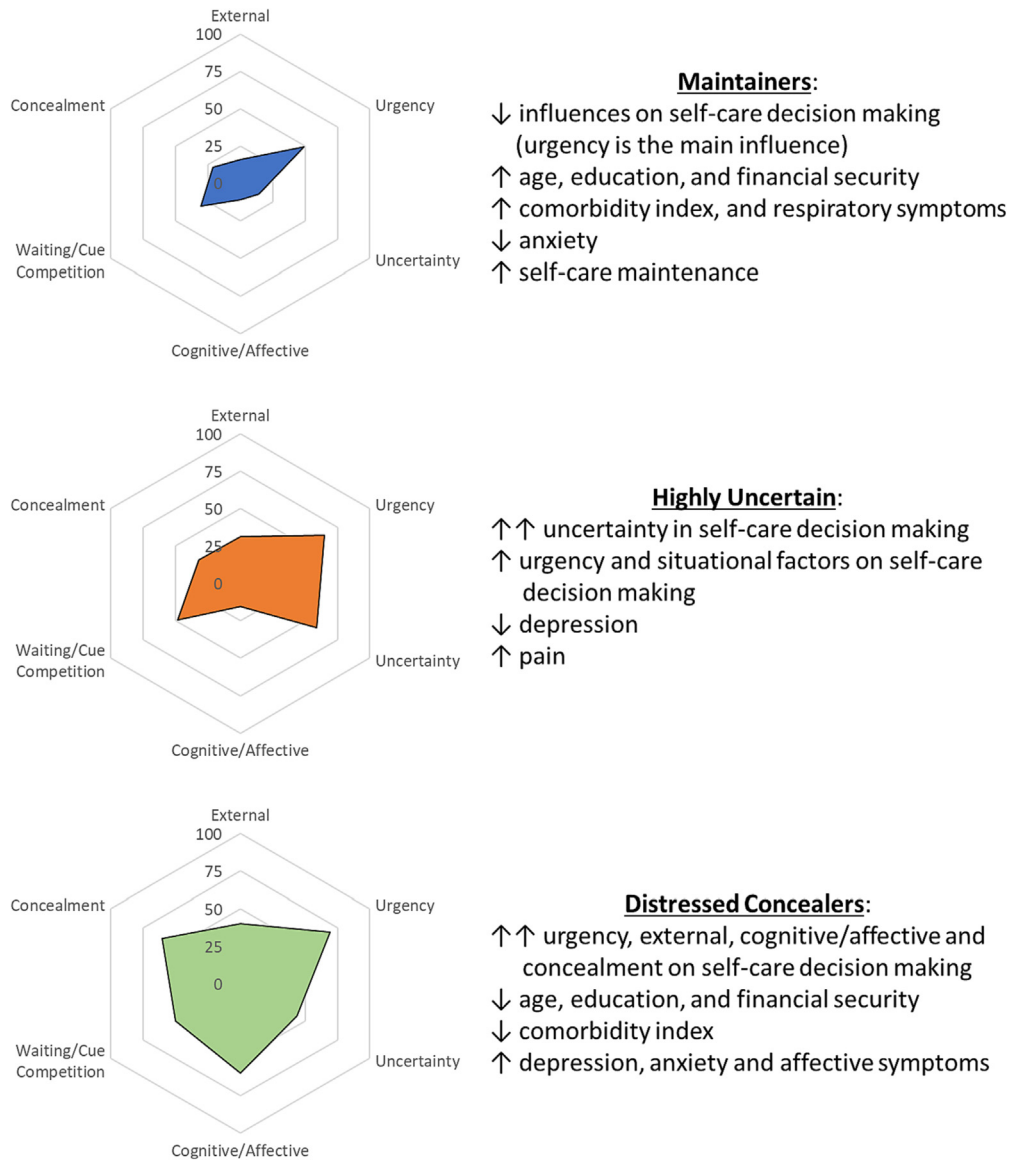 External
100
75
50
25
0
Concealment
Urgency
Waiting/Cue
Competition
Uncertainty
Cognitive/Affective
Maintainers:
↓ influences on self-care decision making
(urgency is the main influence)
↑ age, education, and financial security
↑ comorbidity index, and respiratory symptoms
↓ anxiety
↑ self-care maintenance
External
100
75
50
25
0
Concealment
Urgency
Waiting/Cue
Competition
Uncertainty
Cognitive/Affective
Highly Uncertain:
↑↑ uncertainty in self-care decision making
↑ urgency and situational factors on self-care
decision making
↓ depression
↑ pain
External
100
75
50
25
0
Concealment
Urgency
Waiting/Cue
Competition
Uncertainty
Cognitive/Affective
Distressed Concealers:
↑↑ urgency, external, cognitive/affective and
concealment on self-care decision making
↓ age, education, and financial security
↓ comorbidity index
↑ depression, anxiety and affective symptoms